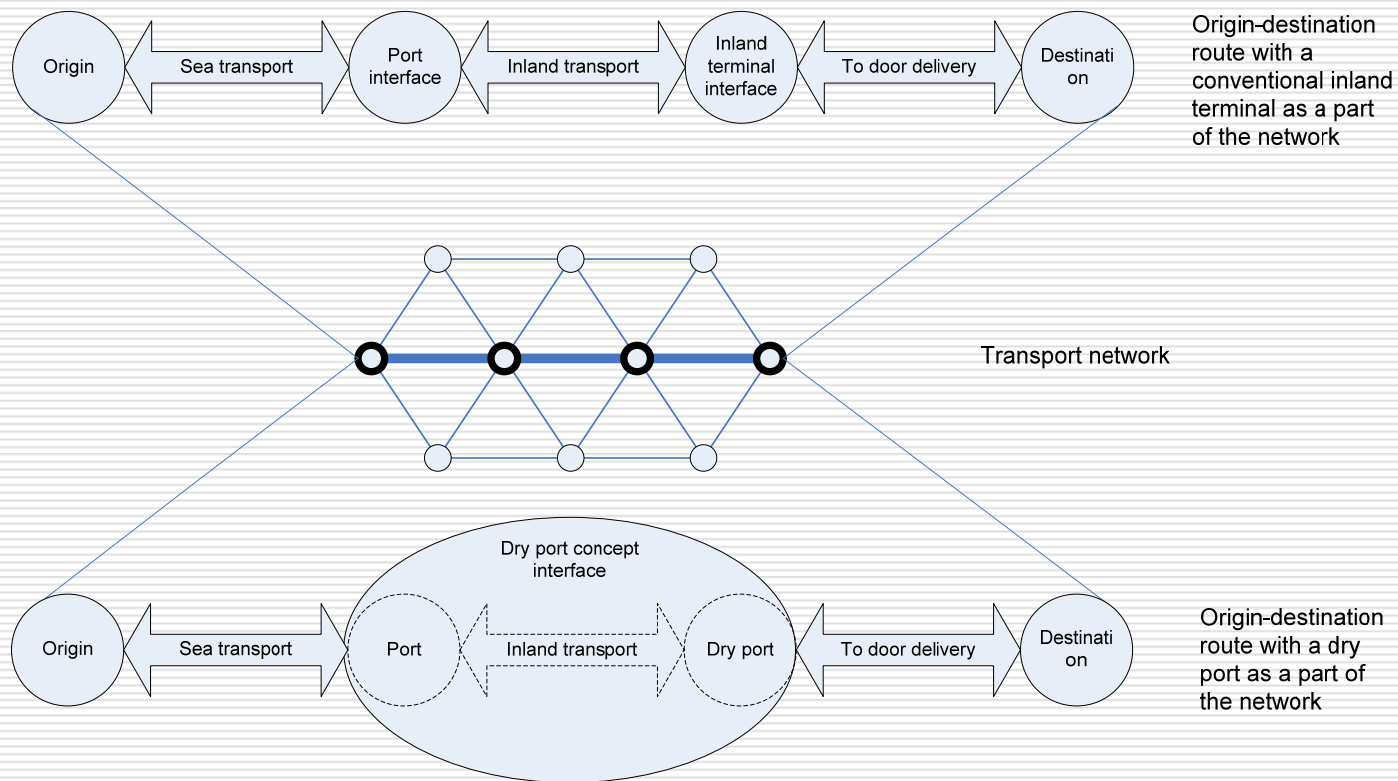 Origin
Sea transport
Port
interface
Inland transport
Inland
terminal
interface
To door delivery
Destinati
on
Origin-destination
route with a
conventional inland
terminal as a part
of the network
Transport network
Dry port concept
interface
Origin
Sea transport
Port
Inland transport
Dry port
To door delivery
Destinati
on
Origin-destination
route with a dry
port as a part of
the network